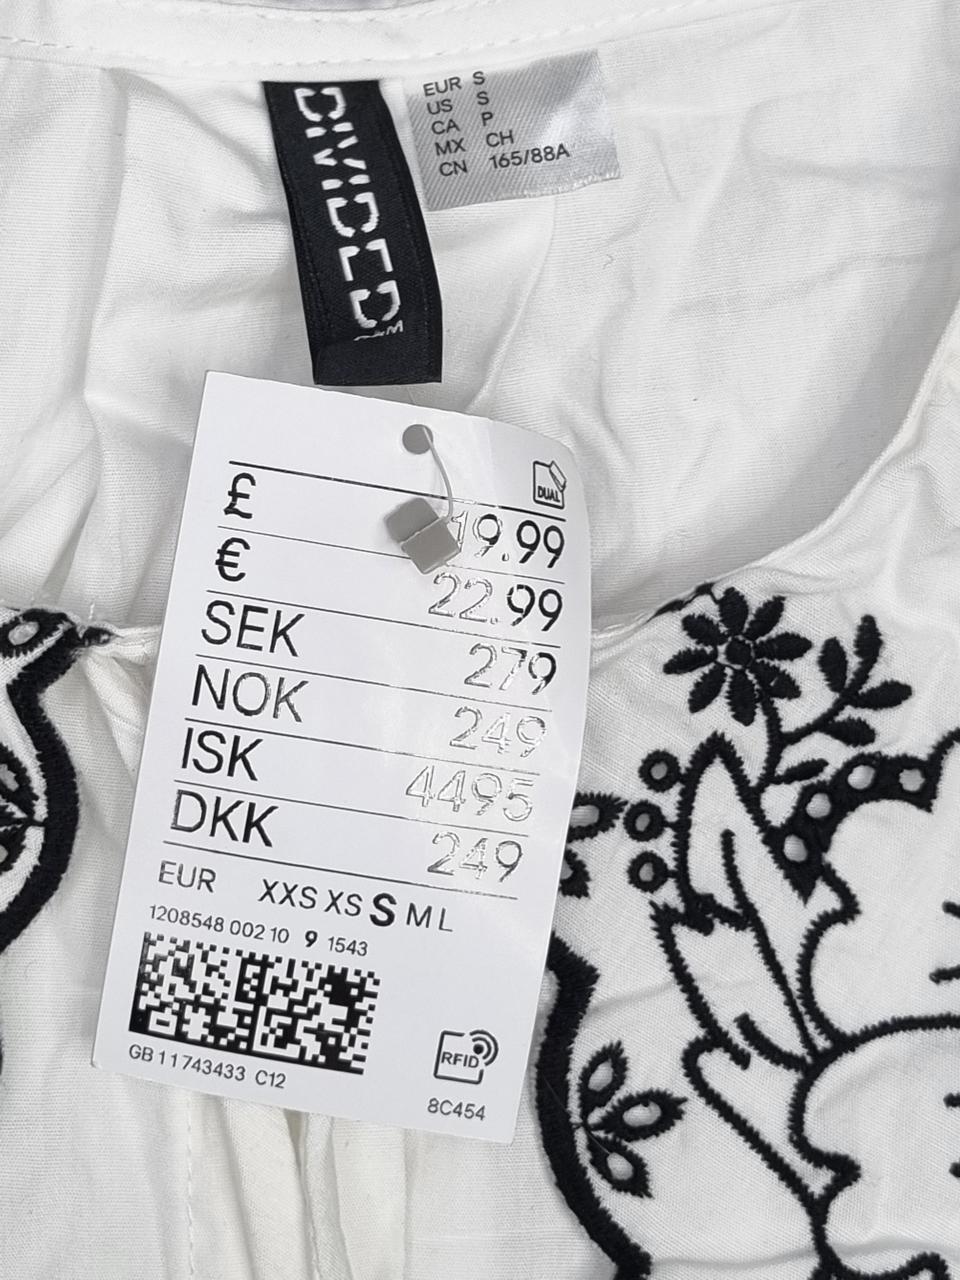 DIVIDED
EUR S
US S
CA P
MX CH
CN 165/88A
DUAL
£ 19.99
€ 22.99
SEK 279
NOK 249
ISK 4495
DKK 249
EUR XXS XS S M L
1208548 002 10 9 1543
GB 11743433 C12
RFID
8C454